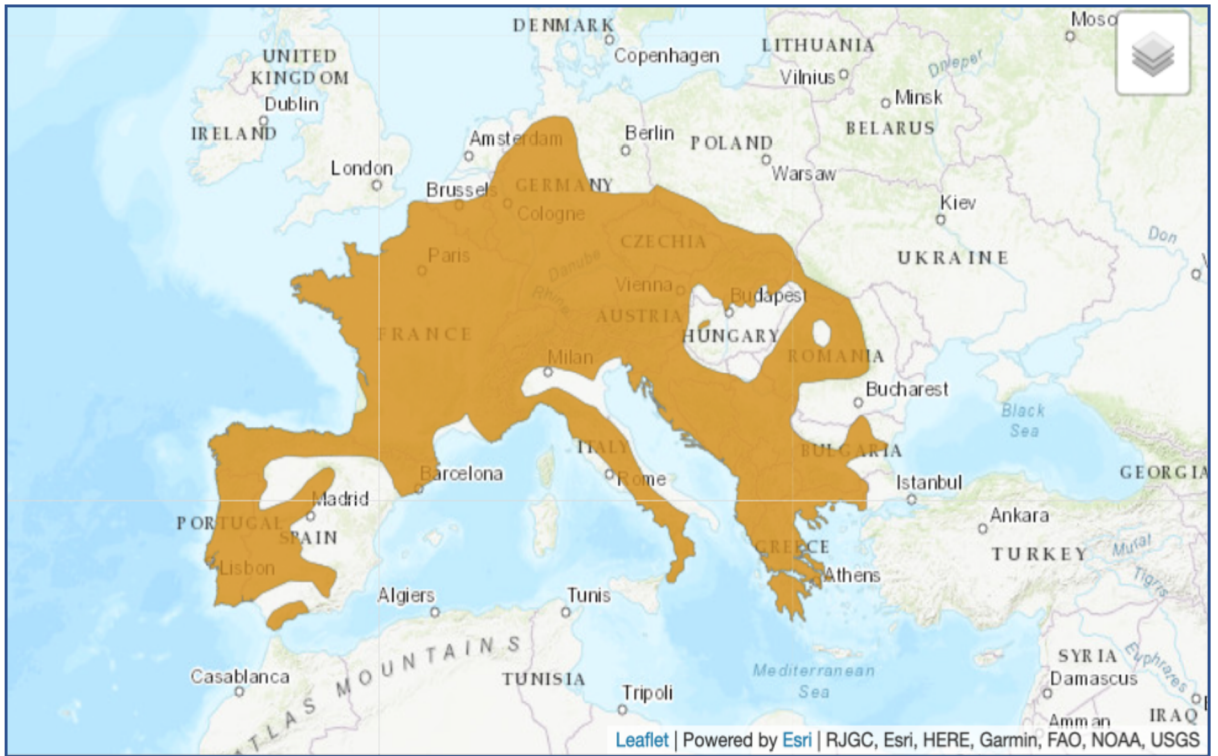 DENMARK
Copenhagen
UNITED
KINGDOM
LITHUANIA
Vilnius
Mosc
Dnieper
Dublin
IRELAND
Minsk
BELARUS
Amsterdam
Berlin
POLAND
Warsaw
London
Brussels
GERMANY
Cologne
Kiev
UKRAINE
Don
Paris
CZECHIA
Danube
Rhine
Vienna
Budapest
AUSTRIA
HUNGARY
FRANCE
Milan
ROMANIA
Bucharest
Black
Sea
ITALY
BULGARIA
Barcelona
Rome
Istanbul
GEORGIA
Madrid
PORTUGAL
SPAIN
Ankara
TURKEY
Murat
Tigris
Lisbon
GREECE
Athens
Algiers
Tunis
ATLAS MOUNTAINS
Casablanca
TUNISIA
Mediterranean
Sea
Tripoli
SYRIA
Damascus
Euphrates
IRAQ
Amman
Leaflet | Powered by Esri | RJGC, Esri, HERE, Garmin, FAO, NOAA, USGS